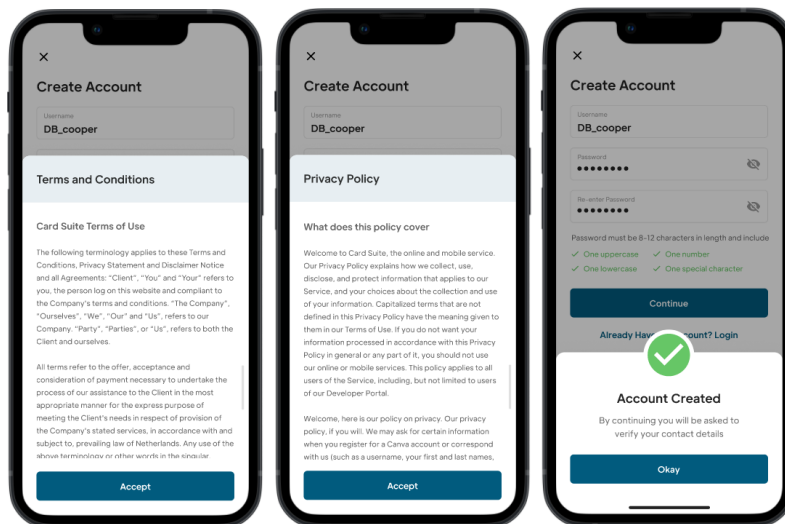 Create Account
Username
DB_cooper
Terms and Conditions
Card Suite Terms of Use
The following terminology applies to these Terms and
Conditions, Privacy Statement and Disclaimer Notice
and all Agreements: "Client", "You" and "Your" refers to
you, the person log on this website and compliant to
the Company's terms and conditions. "The Company",
"Ourselves", "We", "Our" and "Us", refers to our
Company. "Party", "Parties", or "Us", refers to both the
Client and ourselves.
All terms refer to the offer, acceptance and
consideration of payment necessary to undertake the
process of our assistance to the Client in the most
appropriate manner for the express purpose of
meeting the Client's needs in respect of provision of
the Company's stated services, in accordance with and
subject to, prevailing law of Netherlands. Any use of the
above terminology or other words in the singular,
Accept
Create Account
Username
DB_cooper
Privacy Policy
What does this policy cover
Welcome to Card Suite, the online and mobile service.
Our Privacy Policy explains how we collect, use,
disclose, and protect information that applies to our
Service, and your choices about the collection and use
of your information. Capitalized terms that are not
defined in this Privacy Policy have the meaning given to
them in our Terms of Use. If you do not want your
information processed in accordance with this Privacy
Policy in general or any part of it, you should not use
our online or mobile services. This policy applies to all
users of the Service, including, but not limited to users
of our Developer Portal.
Welcome, here is our policy on privacy. Our privacy
policy, if you will. We may ask for certain information
when you register for a Canva account or correspond
with us (such as a username, your first and last names,
Accept
Create Account
Username
DB_cooper
Password
Re-enter Password
Password must be 8-12 characters in length and include
One uppercase One number
One lowercase One special character
Continue
Already Have ount? Login
Account Created
By continuing you will be asked to
verify your contact details
Okay